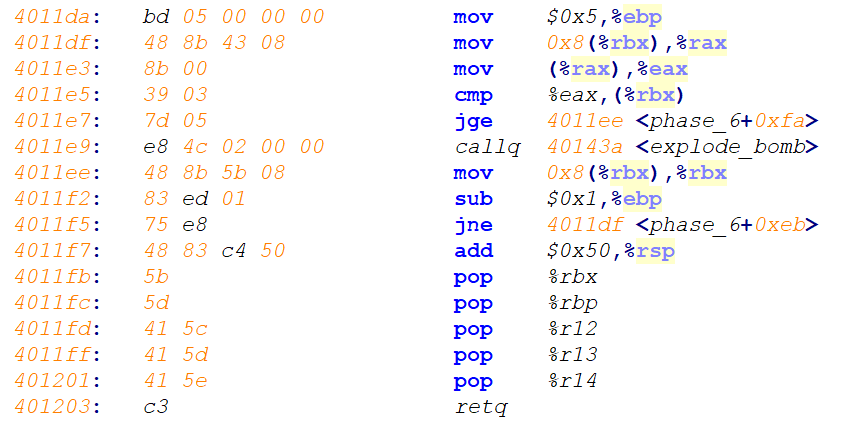 4011da: bd 05 00 00 00 mov $0x5,%ebp
4011df: 48 8b 43 08 mov 0x8(%rbx),%rax
4011e3: 8b 00 mov (%rax),%eax
4011e5: 39 03 cmp %eax,(%rbx)
4011e7: 7d 05 jge 4011ee <phase_6+0xfa>
4011e9: e8 4c 02 00 00 callq 40143a <explode_bomb>
4011ee: 48 8b 5b 08 mov 0x8(%rbx),%rbx
4011f2: 83 ed 01 sub $0x1,%ebp
4011f5: 75 e8 jne 4011df <phase_6+0xeb>
4011f7: 48 83 c4 50 add $0x50,%rsp
4011fb: 5b pop %rbx
4011fc: 5d pop %rbp
4011fd: 41 5c pop %r12
4011ff: 41 5d pop %r13
401201: 41 5e pop %r14
401203: c3 retq